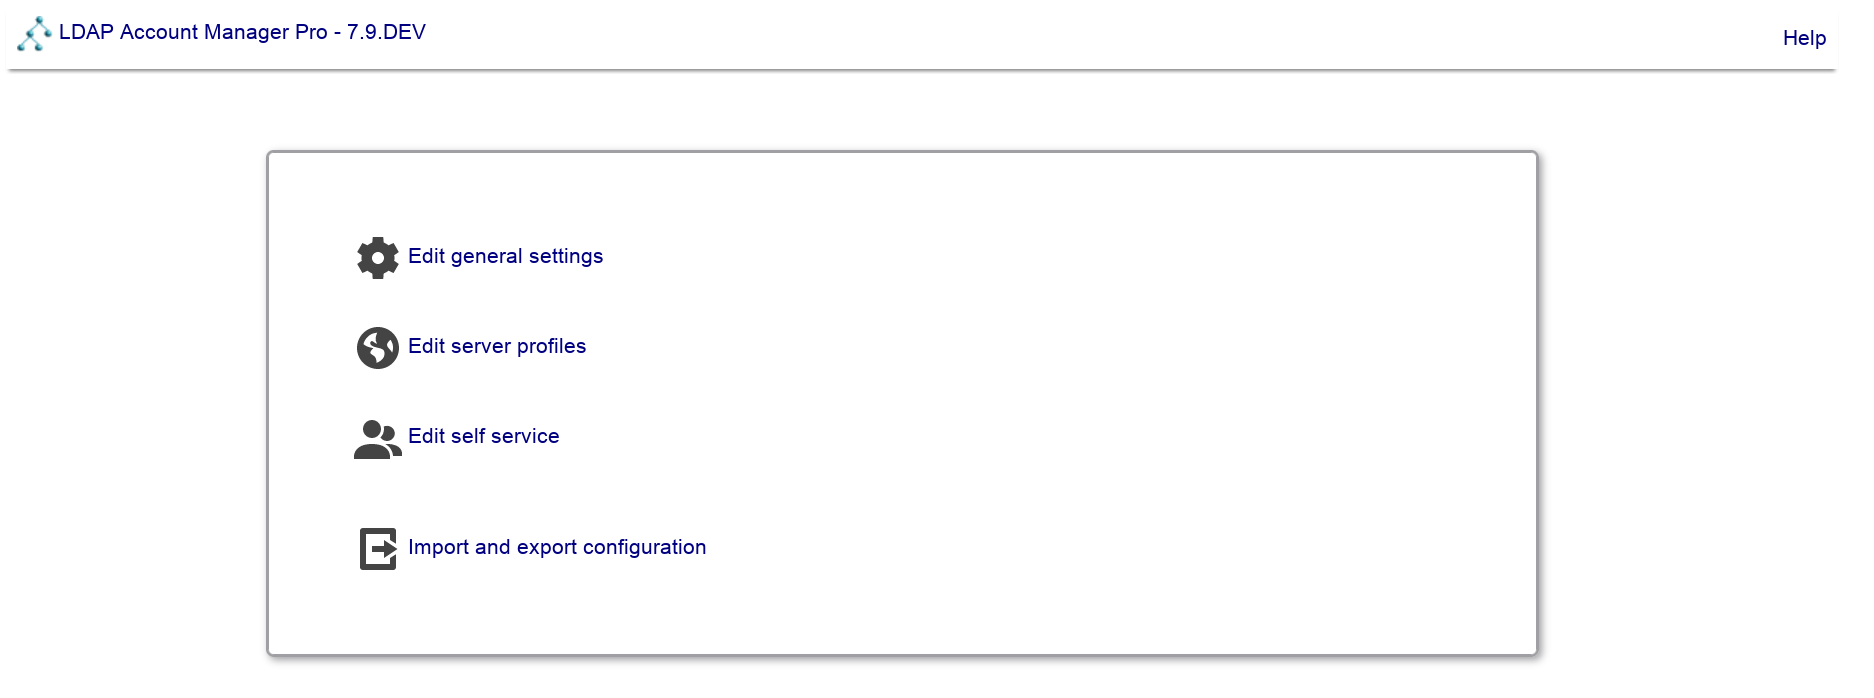 LDAP Account Manager Pro - 7.9.DEV
Help
Edit general settings
Edit server profiles
Edit self service
Import and export configuration